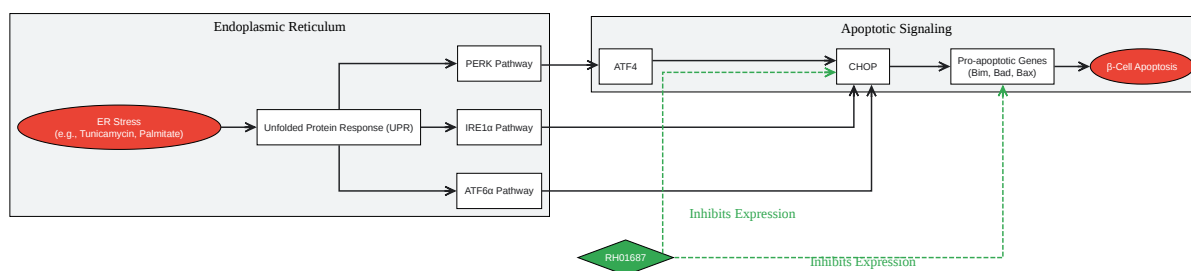 Endoplasmic Reticulum
Apoptotic Signaling
PERK Pathway
ATF4
CHOP
Pro-apoptotic Genes
(Bim, Bad, Bax)
β-Cell Apoptosis
ER Stress
(e.g., Tunicamycin, Palmitate)
Unfolded Protein Response (UPR)
IRE1α Pathway
ATF6α Pathway
Inhibits Expression
RH01687
Inhibits Expression